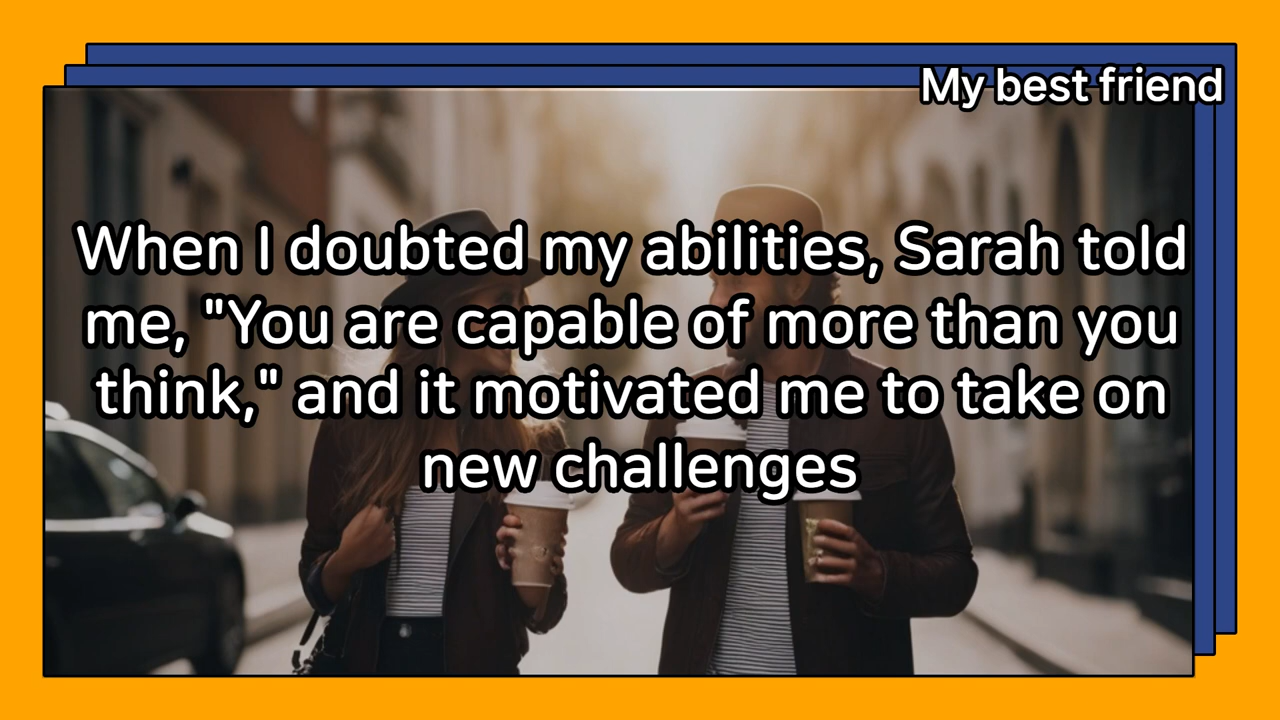 My best friend
When I doubted my abilities, Sarah told
me, "You are capable of more than you
think," and it motivated me to take on
new challenges